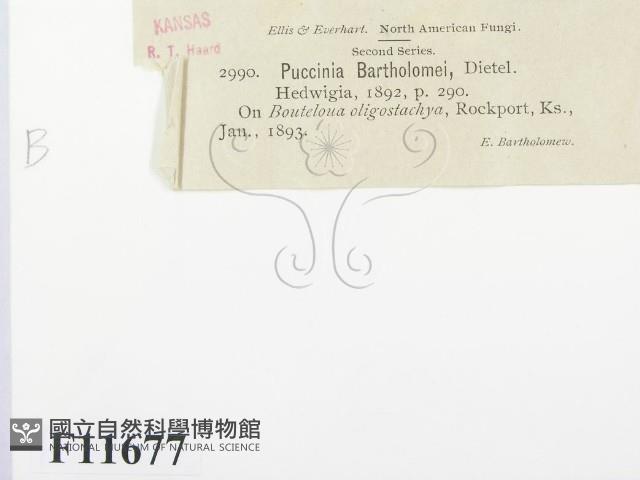 KANSAS
R. T. Haard
Ellis & Everhart. North American Fungi.
Second Series.
2990. Puccinia Bartholomei, Dietel.
Hedwigia, 1892, p. 290.
On Bouteloua oligostachya, Rockport, Ks.,
Jan., 1893.
E. Bartholomew.
B
國立自然科學博物館
NATIONAL MUSEUM OF NATURAL SCIENCE
F11677